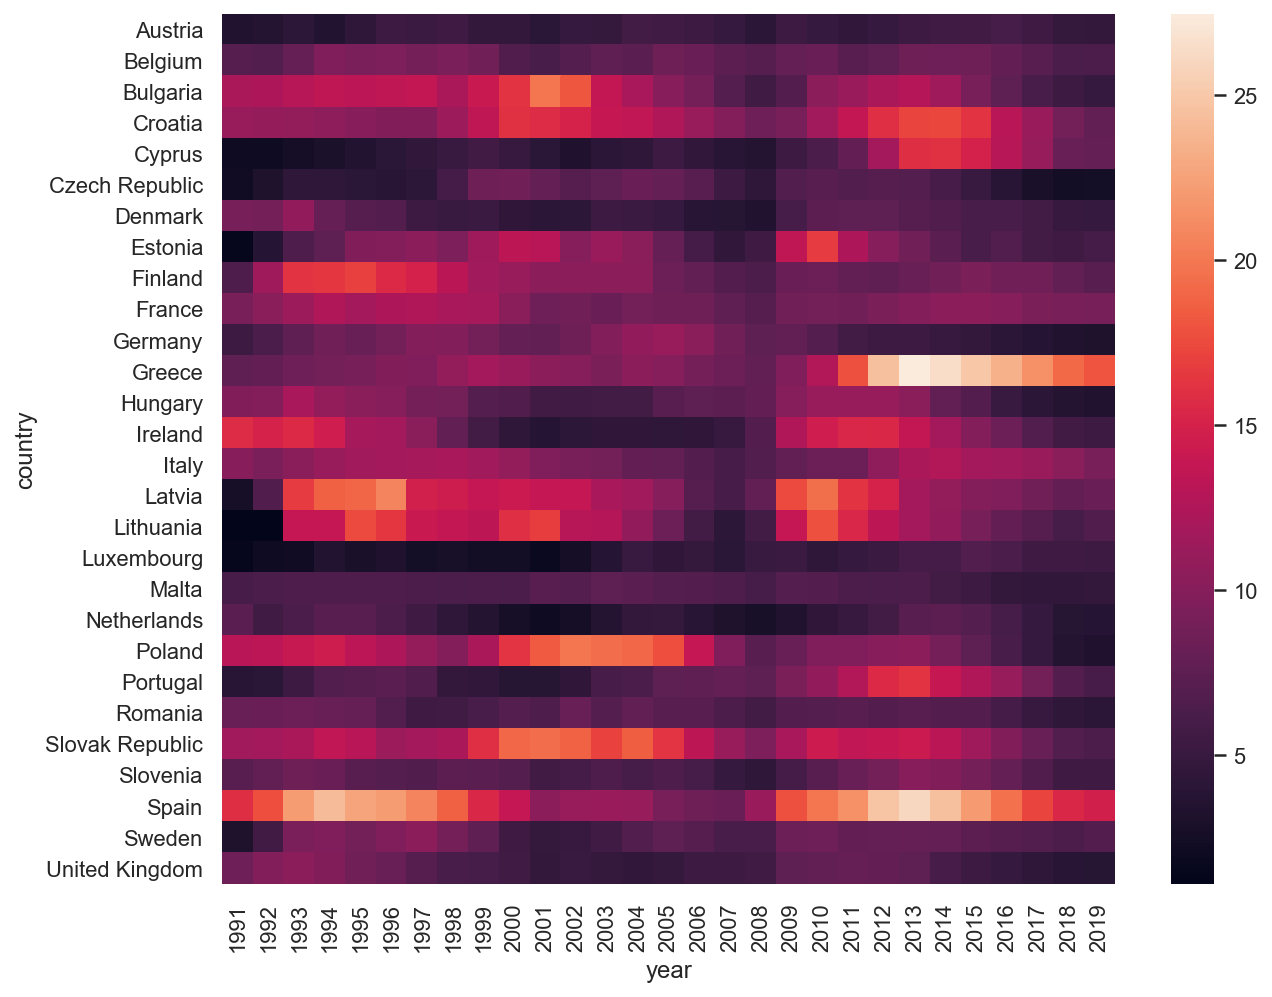 country
Austria
Belgium
Bulgaria
Croatia
Cyprus
Czech Republic
Denmark
Estonia
Finland
France
Germany
Greece
Hungary
Ireland
Italy
Latvia
Lithuania
Luxembourg
Malta
Netherlands
Poland
Portugal
Romania
Slovak Republic
Slovenia
Spain
Sweden
United Kingdom
1991 1992 1993 1994 1995 1996 1997 1998 1999 2000 2001 2002 2003 2004 2005 2006 2007 2008 2009 2010 2011 2012 2013 2014 2015 2016 2017 2018 2019
year
25
20
15
10
5